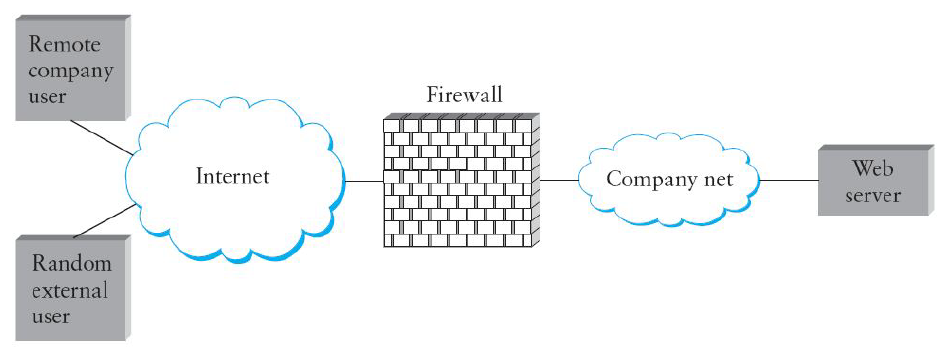 Remote
company
user
Internet
Random
external
user
Firewall
Company net
Web
server